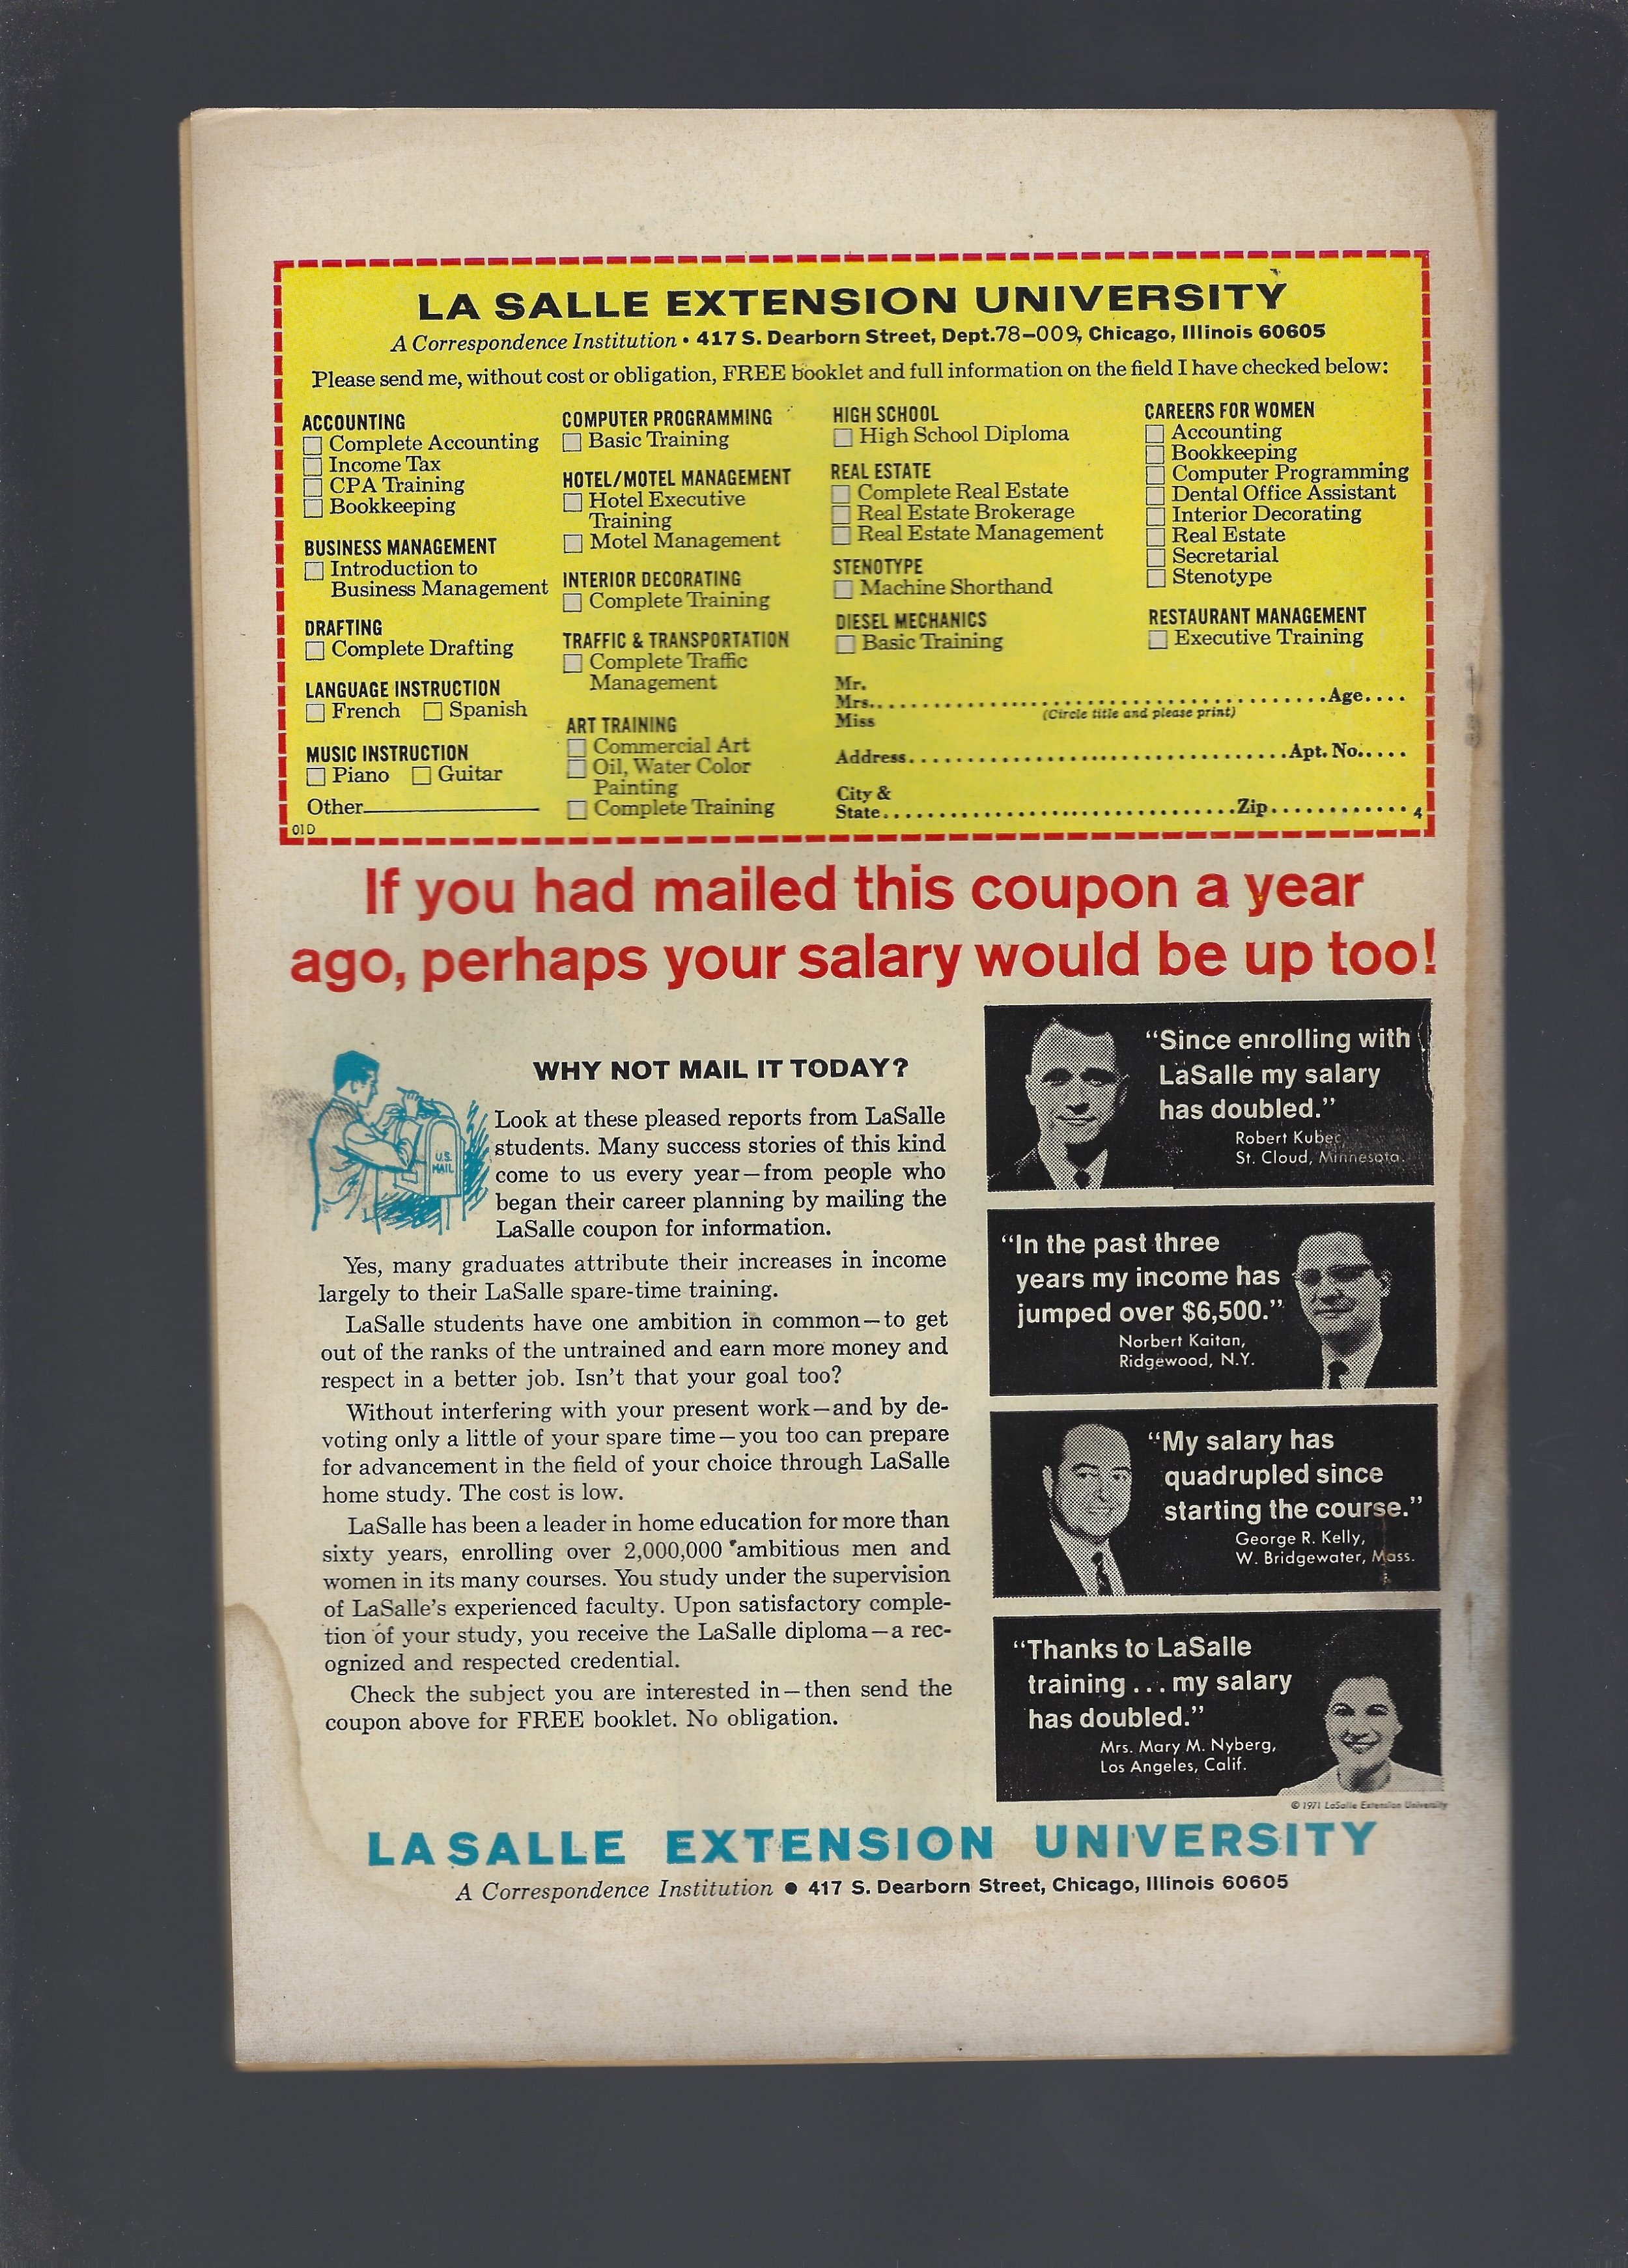 LA SALLE EXTENSION UNIVERSITY
A Correspondence Institution • 417 S. Dearborn Street, Dept. 78-009, Chicago, Illinois 60605
Please send me, without cost or obligation, FREE booklet and full information on the field I have checked below:
ACCOUNTING
Complete Accounting
Income Tax
CPA Training
Bookkeeping
BUSINESS MANAGEMENT
Introduction to
Business Management
DRAFTING
Complete Drafting
LANGUAGE INSTRUCTION
French Spanish
MUSIC INSTRUCTION
Piano Guitar
Other
01D
COMPUTER PROGRAMMING
Basic Training
HOTEL/MOTEL MANAGEMENT
Hotel Executive
Training
Motel Management
INTERIOR DECORATING
Complete Training
TRAFFIC & TRANSPORTATION
Complete Traffic
Management
ART TRAINING
Commercial Art
Oil, Water Color
Painting
Complete Training
HIGH SCHOOL
High School Diploma
REAL ESTATE
Complete Real Estate
Real Estate Brokerage
Real Estate Management
STENOTYPE
Machine Shorthand
DIESEL MECHANICS
Basic Training
CAREERS FOR WOMEN
Accounting
Bookkeeping
Computer Programming
Dental Office Assistant
Interior Decorating
Real Estate
Secretarial
Stenotype
RESTAURANT MANAGEMENT
Executive Training
Mr.
Mrs. Age
Miss (Circle title and please print)
Address Apt. No.
City &
State Zip 4
If you had mailed this coupon a year
ago, perhaps your salary would be up too!
WHY NOT MAIL IT TODAY?
U.S.
MAIL
Look at these pleased reports from LaSalle
students. Many success stories of this kind
come to us every year—from people who
began their career planning by mailing the
LaSalle coupon for information.
Yes, many graduates attribute their increases in income
largely to their LaSalle spare-time training.
LaSalle students have one ambition in common—to get
out of the ranks of the untrained and earn more money and
respect in a better job. Isn't that your goal too?
Without interfering with your present work—and by de-
voting only a little of your spare time—you too can prepare
for advancement in the field of your choice through LaSalle
home study. The cost is low.
LaSalle has been a leader in home education for more than
sixty years, enrolling over 2,000,000 ambitious men and
women in its many courses. You study under the supervision
of LaSalle's experienced faculty. Upon satisfactory comple-
tion of your study, you receive the LaSalle diploma—a rec-
ognized and respected credential.
Check the subject you are interested in—then send the
coupon above for FREE booklet. No obligation.
"Since enrolling with
LaSalle my salary
has doubled."
Robert Kubec,
St. Cloud, Minnesota.
"In the past three
years my income has
jumped over $6,500."
Norbert Kaitan,
Ridgewood, N.Y.
"My salary has
quadrupled since
starting the course."
George R. Kelly,
W. Bridgewater, Mass.
"Thanks to LaSalle
training . . . my salary
has doubled."
Mrs. Mary M. Nyberg,
Los Angeles, Calif.
© 1971 LaSalle Extension University
LASALLE EXTENSION UNIVERSITY
A Correspondence Institution • 417 S. Dearborn Street, Chicago, Illinois 60605